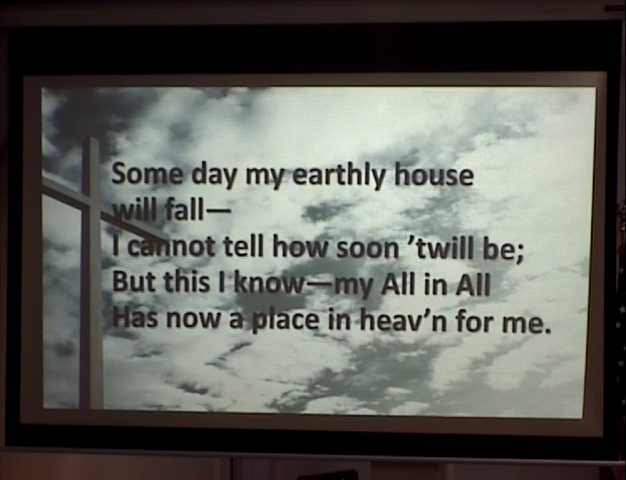 Some day my earthly house
will fall—
I cannot tell how soon ’twill be;
But this I know—my All in All
Has now a place in heav’n for me.